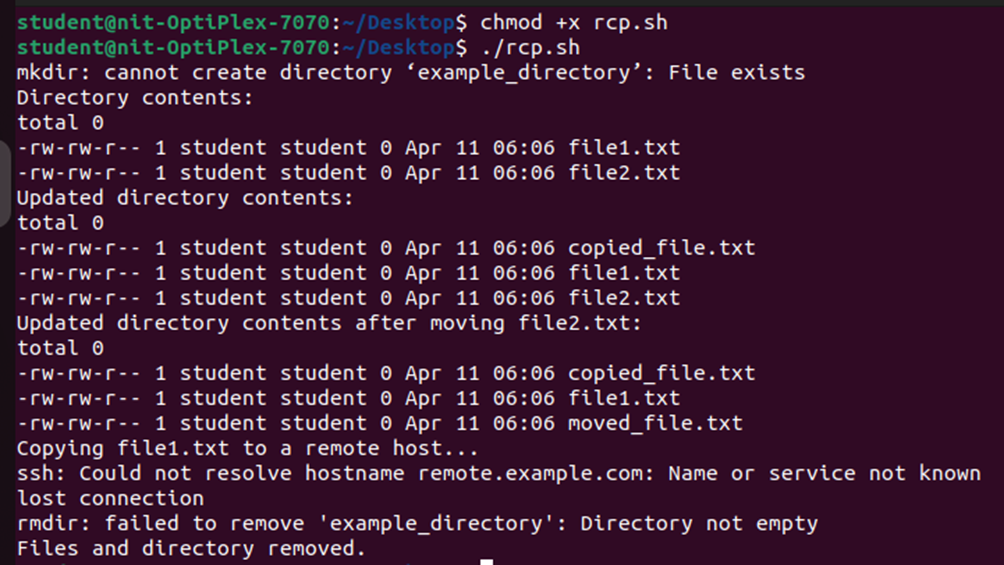 student@nit-OptiPlex-7070:~/Desktop$ chmod +x rcp.sh
student@nit-OptiPlex-7070:~/Desktop$ ./rcp.sh
mkdir: cannot create directory ‘example_directory’: File exists
Directory contents:
total 0
-rw-rw-r-- 1 student student 0 Apr 11 06:06 file1.txt
-rw-rw-r-- 1 student student 0 Apr 11 06:06 file2.txt
Updated directory contents:
total 0
-rw-rw-r-- 1 student student 0 Apr 11 06:06 copied_file.txt
-rw-rw-r-- 1 student student 0 Apr 11 06:06 file1.txt
-rw-rw-r-- 1 student student 0 Apr 11 06:06 file2.txt
Updated directory contents after moving file2.txt:
total 0
-rw-rw-r-- 1 student student 0 Apr 11 06:06 copied_file.txt
-rw-rw-r-- 1 student student 0 Apr 11 06:06 file1.txt
-rw-rw-r-- 1 student student 0 Apr 11 06:06 moved_file.txt
Copying file1.txt to a remote host...
ssh: Could not resolve hostname remote.example.com: Name or service not known
lost connection
rmdir: failed to remove 'example_directory': Directory not empty
Files and directory removed.